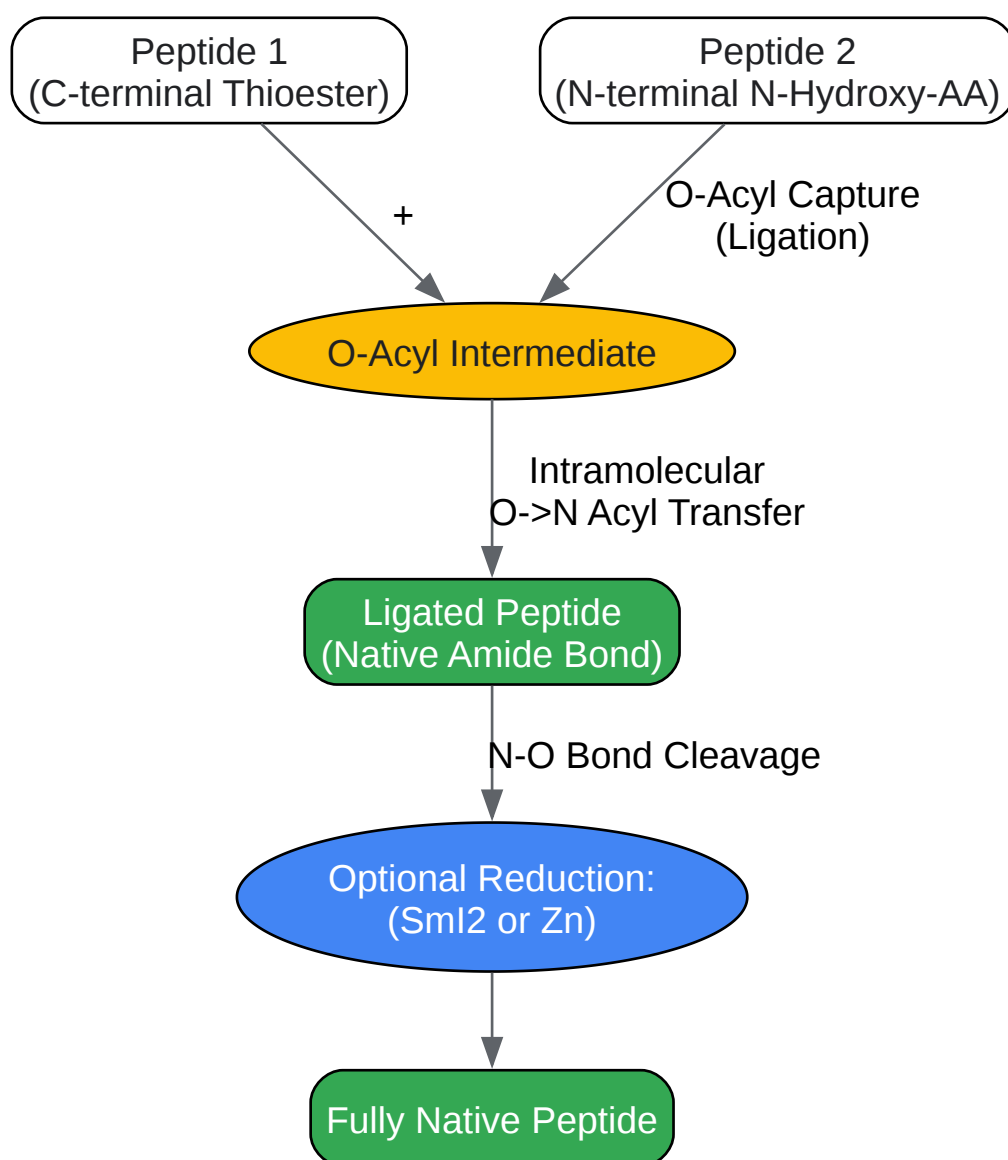 Peptide 1
(C-terminal Thioester)
Peptide 2
(N-terminal N-Hydroxy-AA)
+
O-Acyl Capture
(Ligation)
O-Acyl Intermediate
Intramolecular
O->N Acyl Transfer
Ligated Peptide
(Native Amide Bond)
N-O Bond Cleavage
Optional Reduction:
(SmI2 or Zn)
Fully Native Peptide